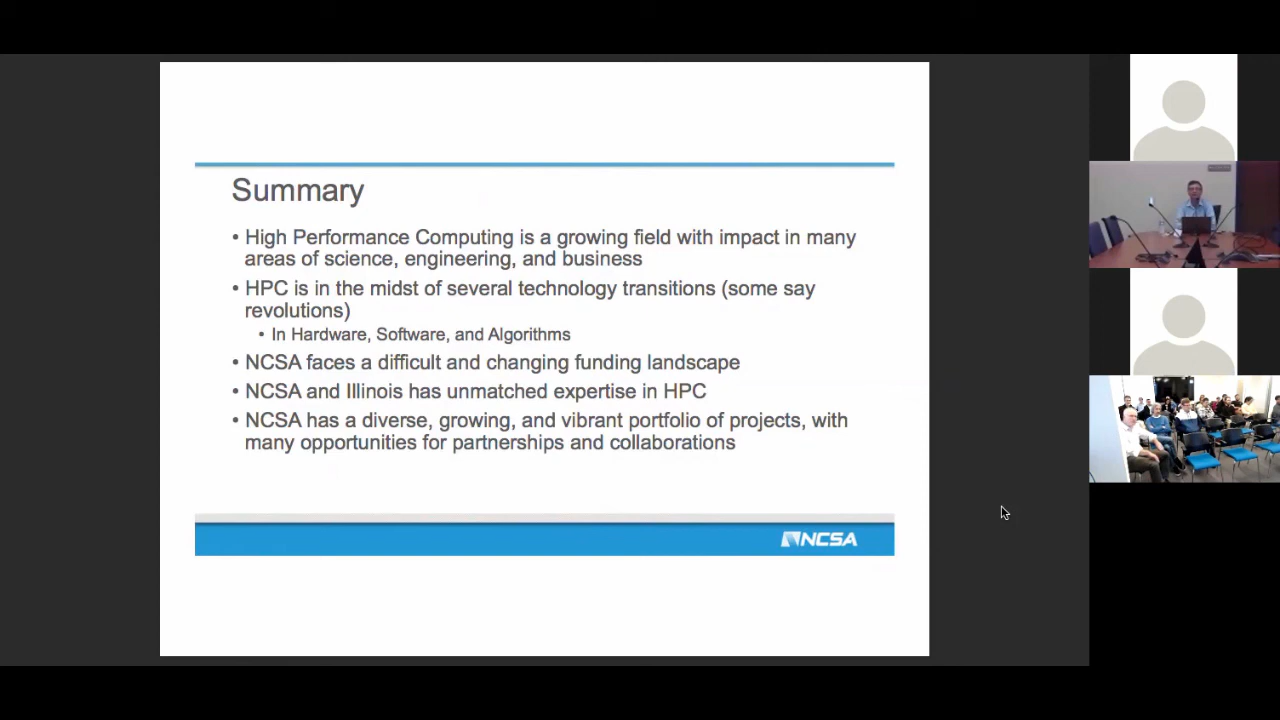 Summary
• High Performance Computing is a growing field with impact in many
areas of science, engineering, and business
• HPC is in the midst of several technology transitions (some say
revolutions)
• In Hardware, Software, and Algorithms
• NCSA faces a difficult and changing funding landscape
• NCSA and Illinois has unmatched expertise in HPC
• NCSA has a diverse, growing, and vibrant portfolio of projects, with
many opportunities for partnerships and collaborations
NCSA